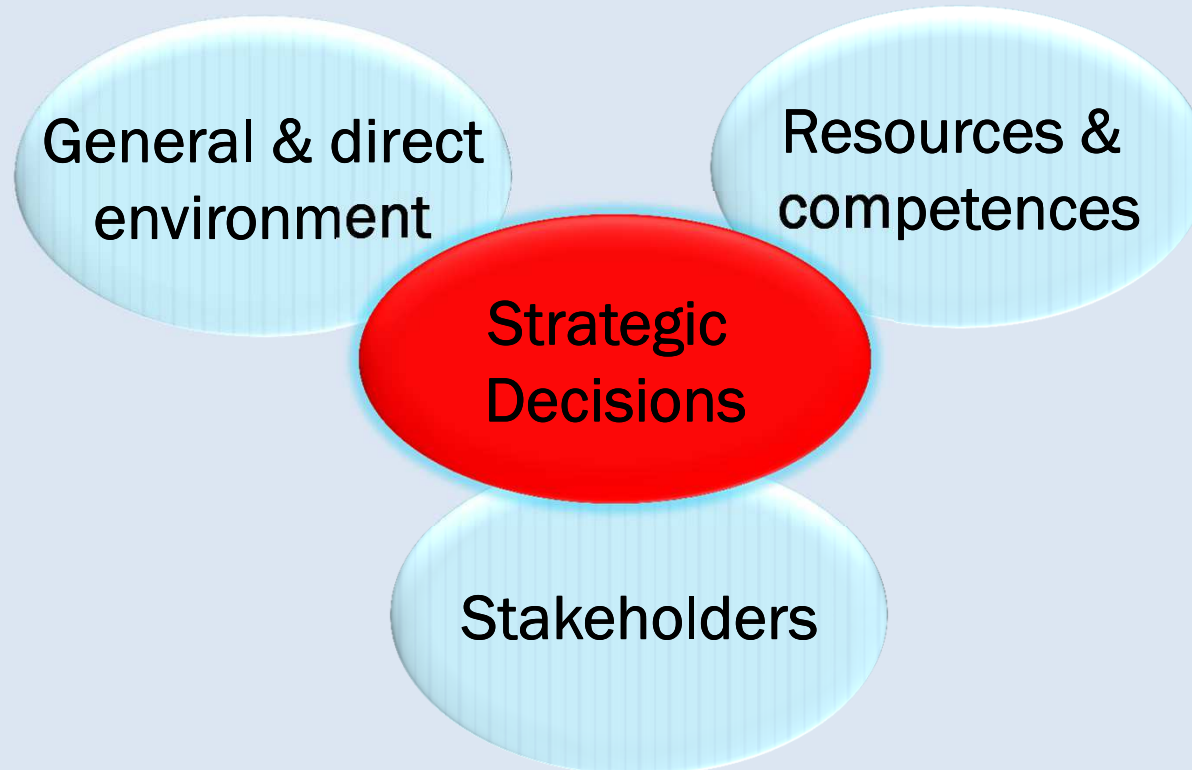 General & direct
environment
Resources &
competences
Strategic
Decisions
Stakeholders